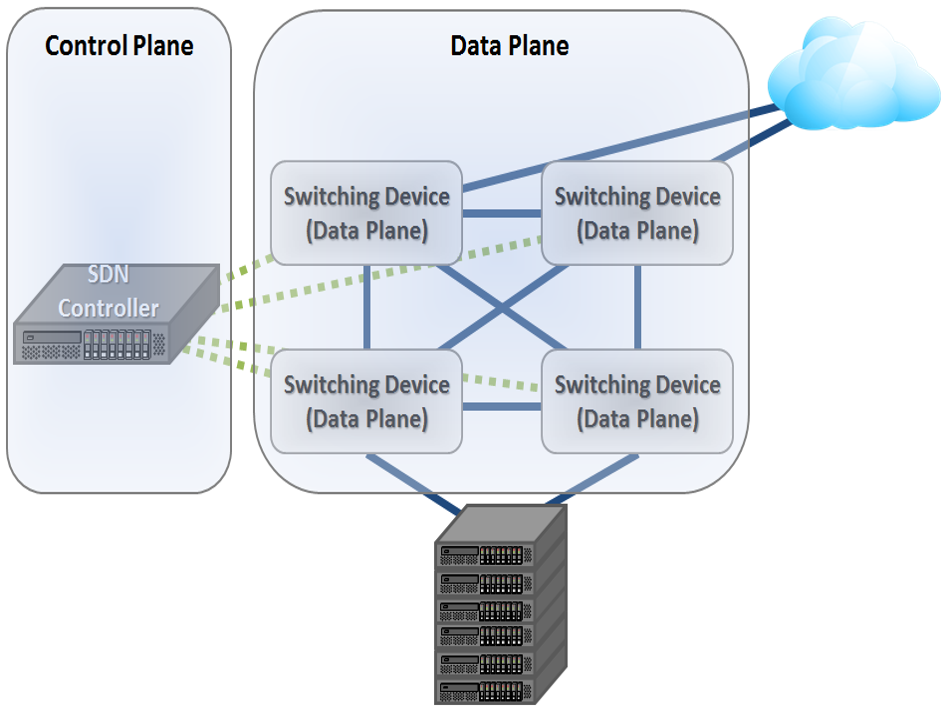 Control Plane
Data Plane
Switching Device
(Data Plane)
Switching Device
(Data Plane)
SDN
Controller
Switching Device
(Data Plane)
Switching Device
(Data Plane)